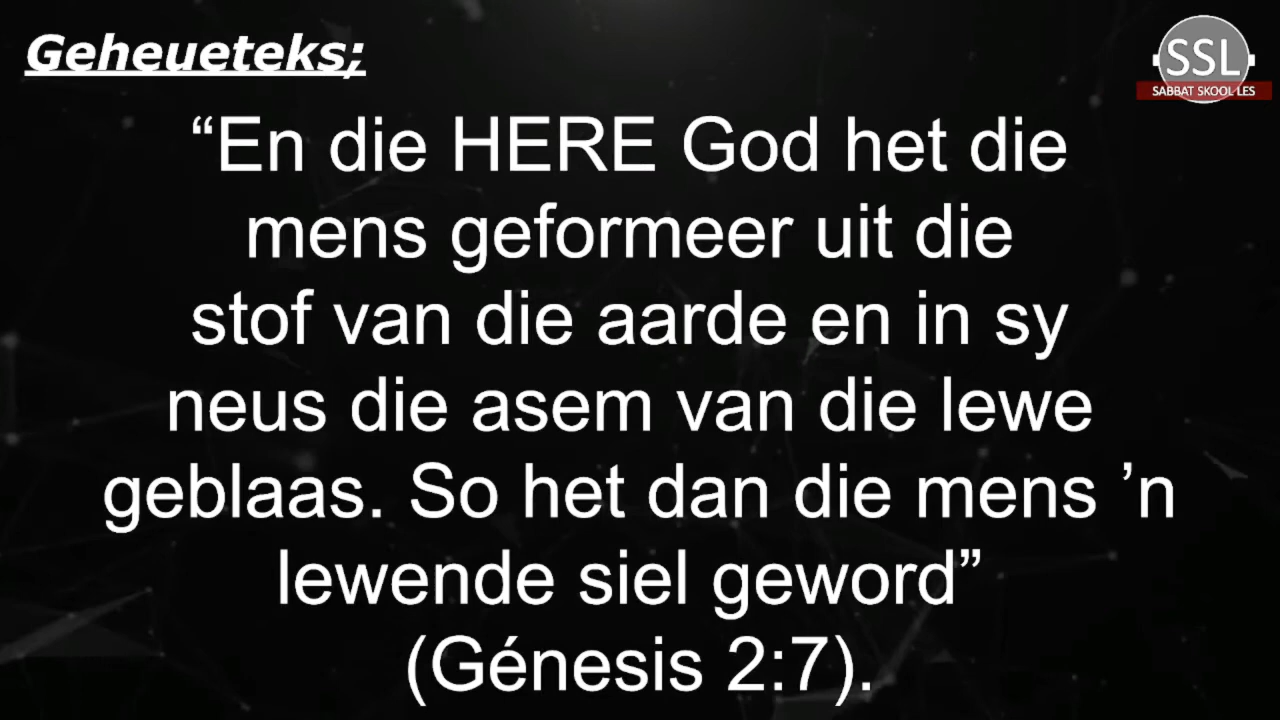 Geheueteks;
SSL
SABBAT SKOOL LES
“En die HERE God het die
mens geformeer uit die
stof van die aarde en in sy
neus die asem van die lewe
geblaas. So het dan die mens ’n
lewende siel geword”
(Génesis 2:7).